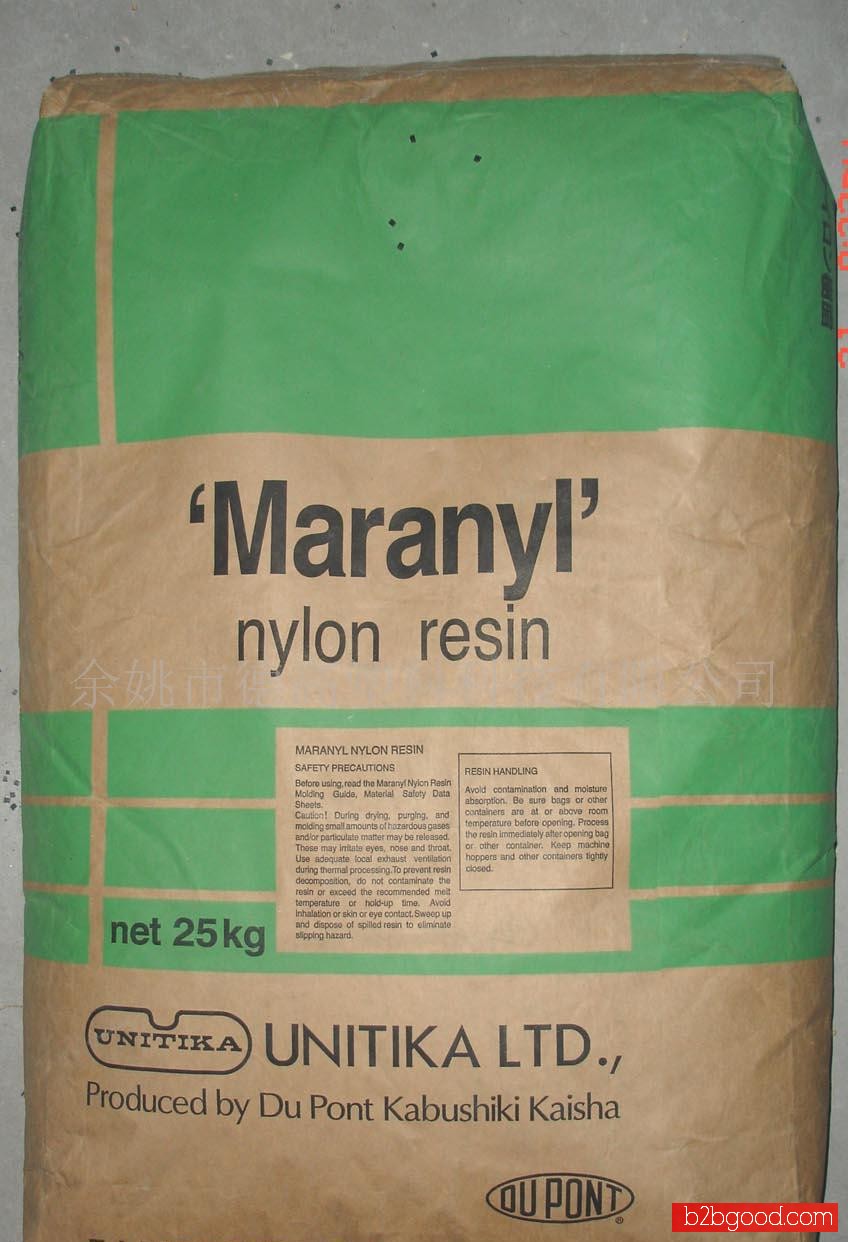 ‘Maranyl’
nylon resin
余姚市
有限公司
MARANYL NYLON RESIN
SAFETY PRECAUTIONS
Before using, read the Maranyl Nylon Resin
Molding Guide, Material Safety Data
Sheets.
Caution! During drying, purging, and
molding small amounts of hazardous gases
and/or particulate matter may be released.
These may irritate eyes, nose and throat.
Use adequate local exhaust ventilation
during thermal processing. To prevent resin
decomposition, do not contaminate the
resin or exceed the recommended melt
temperature or hold-up time. Avoid
inhalation or skin or eye contact. Sweep up
and dispose of spilled resin to eliminate
slipping hazard.
RESIN HANDLING
Avoid contamination and moisture
absorption. Be sure bags or other
containers are at or above room
temperature before opening. Process
the resin immediately after opening bag
or other container. Keep machine
hoppers and other containers tightly
closed.
net 25kg
UNITIKA
UNITIKA LTD.,
Produced by Du Pont Kabushiki Kaisha
DU PONT®
b2bgood.com